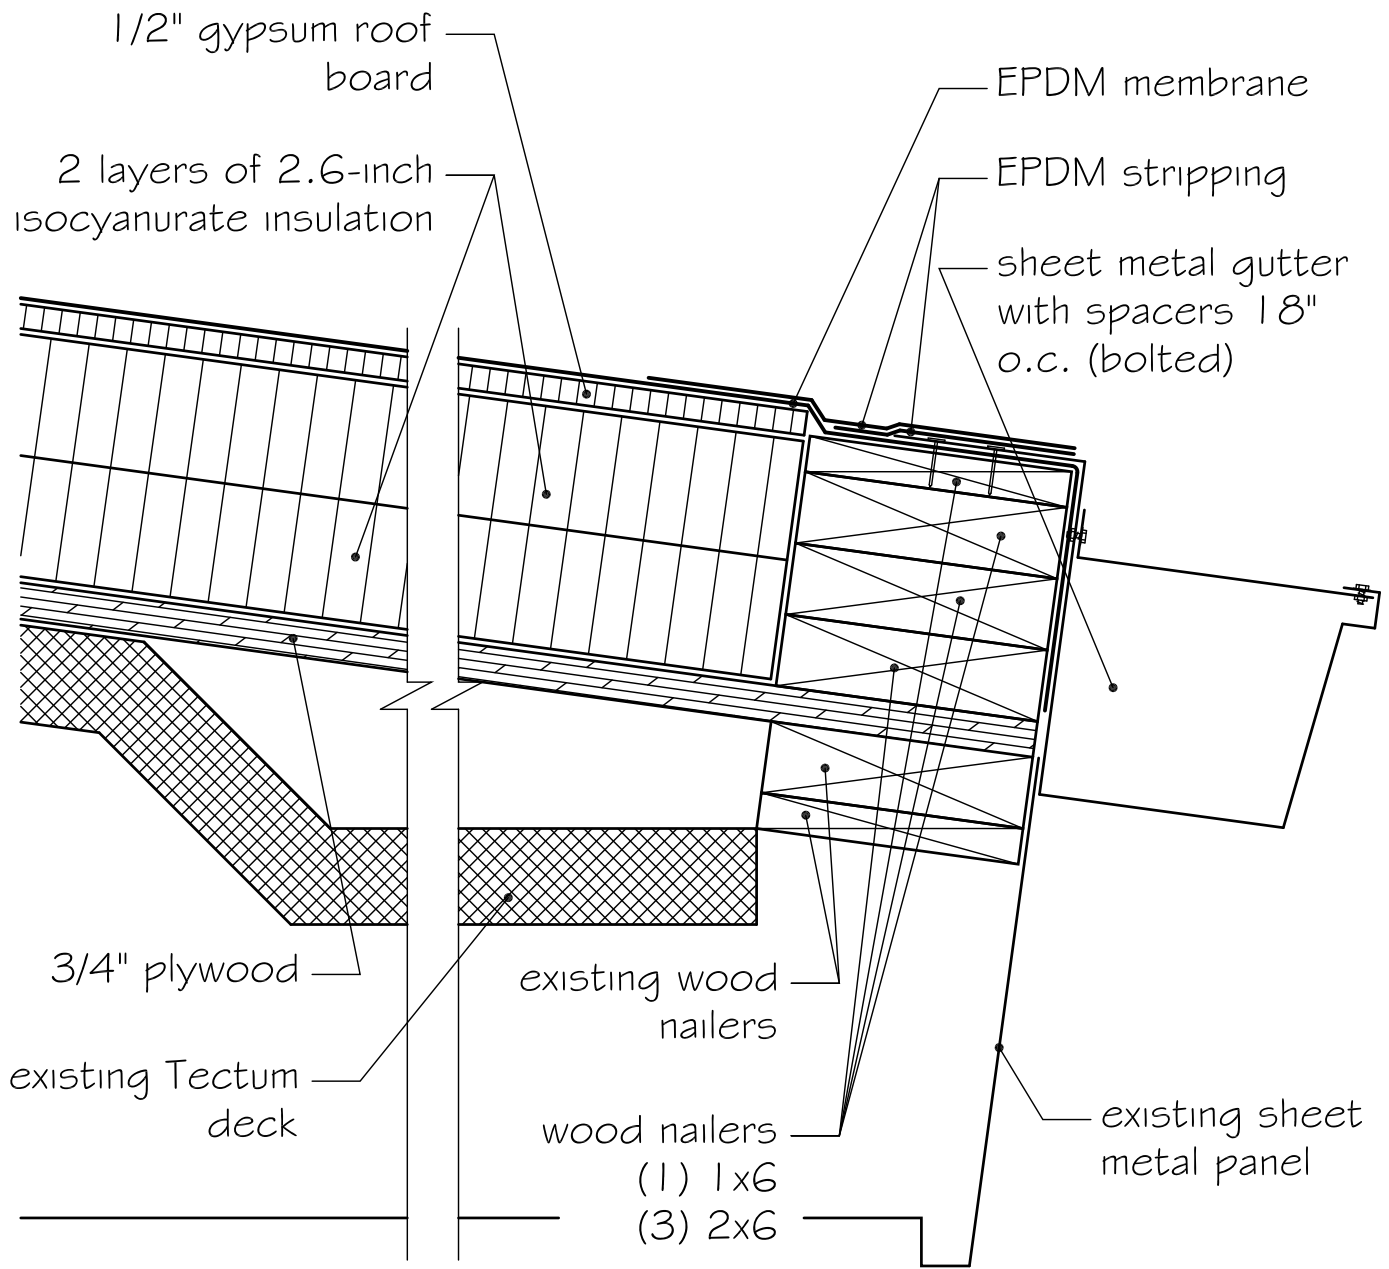 1/2" gypsum roof
board
2 layers of 2.6-inch
isocyanurate insulation
EPDM membrane
EPDM stripping
sheet metal gutter
with spacers 18"
o.c. (bolted)
3/4" plywood
existing Tectum
deck
existing wood
nailers
wood nailers
(1) 1x6
(3) 2x6
existing sheet
metal panel